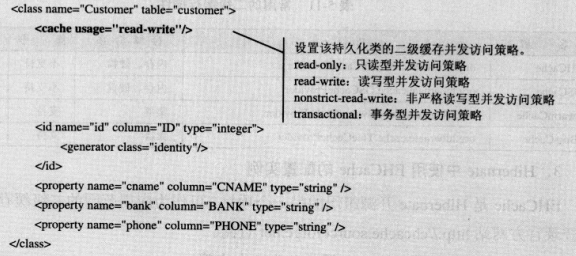 <class name="Customer" table="customer">
<cache usage="read-write"/>
设置该持久化类的二级缓存并发访问策略。
read-only：只读型并发访问策略
read-write：读写型并发访问策略
nonstrict-read-write：非严格读写型并发访问策略
transactional：事务型并发访问策略
<id name="id" column="ID" type="integer">
<generator class="identity"/>
</id>
<property name="cname" column="CNAME" type="string" />
<property name="bank" column="BANK" type="string" />
<property name="phone" column="PHONE" type="string" />
</class>